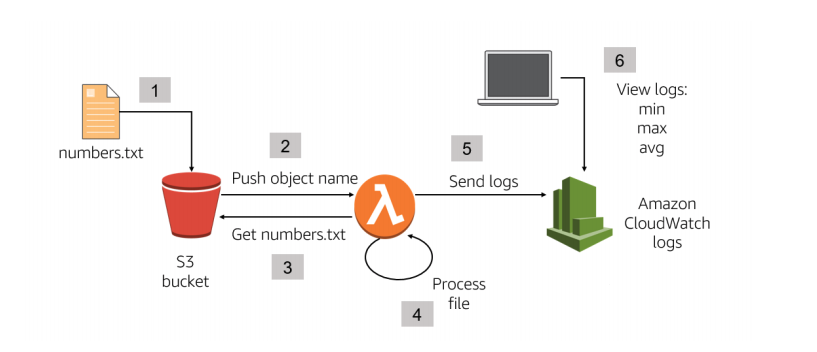 1
numbers.txt
2
Push object name
Get numbers.txt
3
S3
bucket
4
Process
file
5
Send logs
6
View logs:
min
max
avg
Amazon
CloudWatch
logs